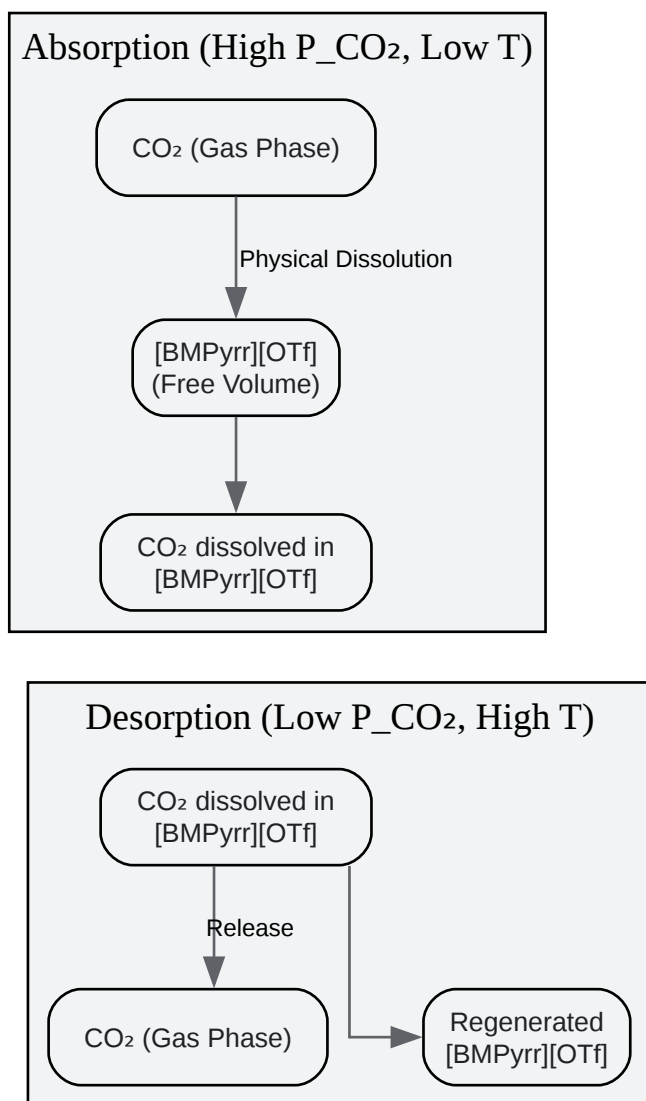 Absorption (High P_CO₂, Low T)
CO₂ (Gas Phase)
Physical Dissolution
[BMPyrr][OTf]
(Free Volume)
CO₂ dissolved in
[BMPyrr][OTf]
Desorption (Low P_CO₂, High T)
CO₂ dissolved in
[BMPyrr][OTf]
Release
CO₂ (Gas Phase)
Regenerated
[BMPyrr][OTf]